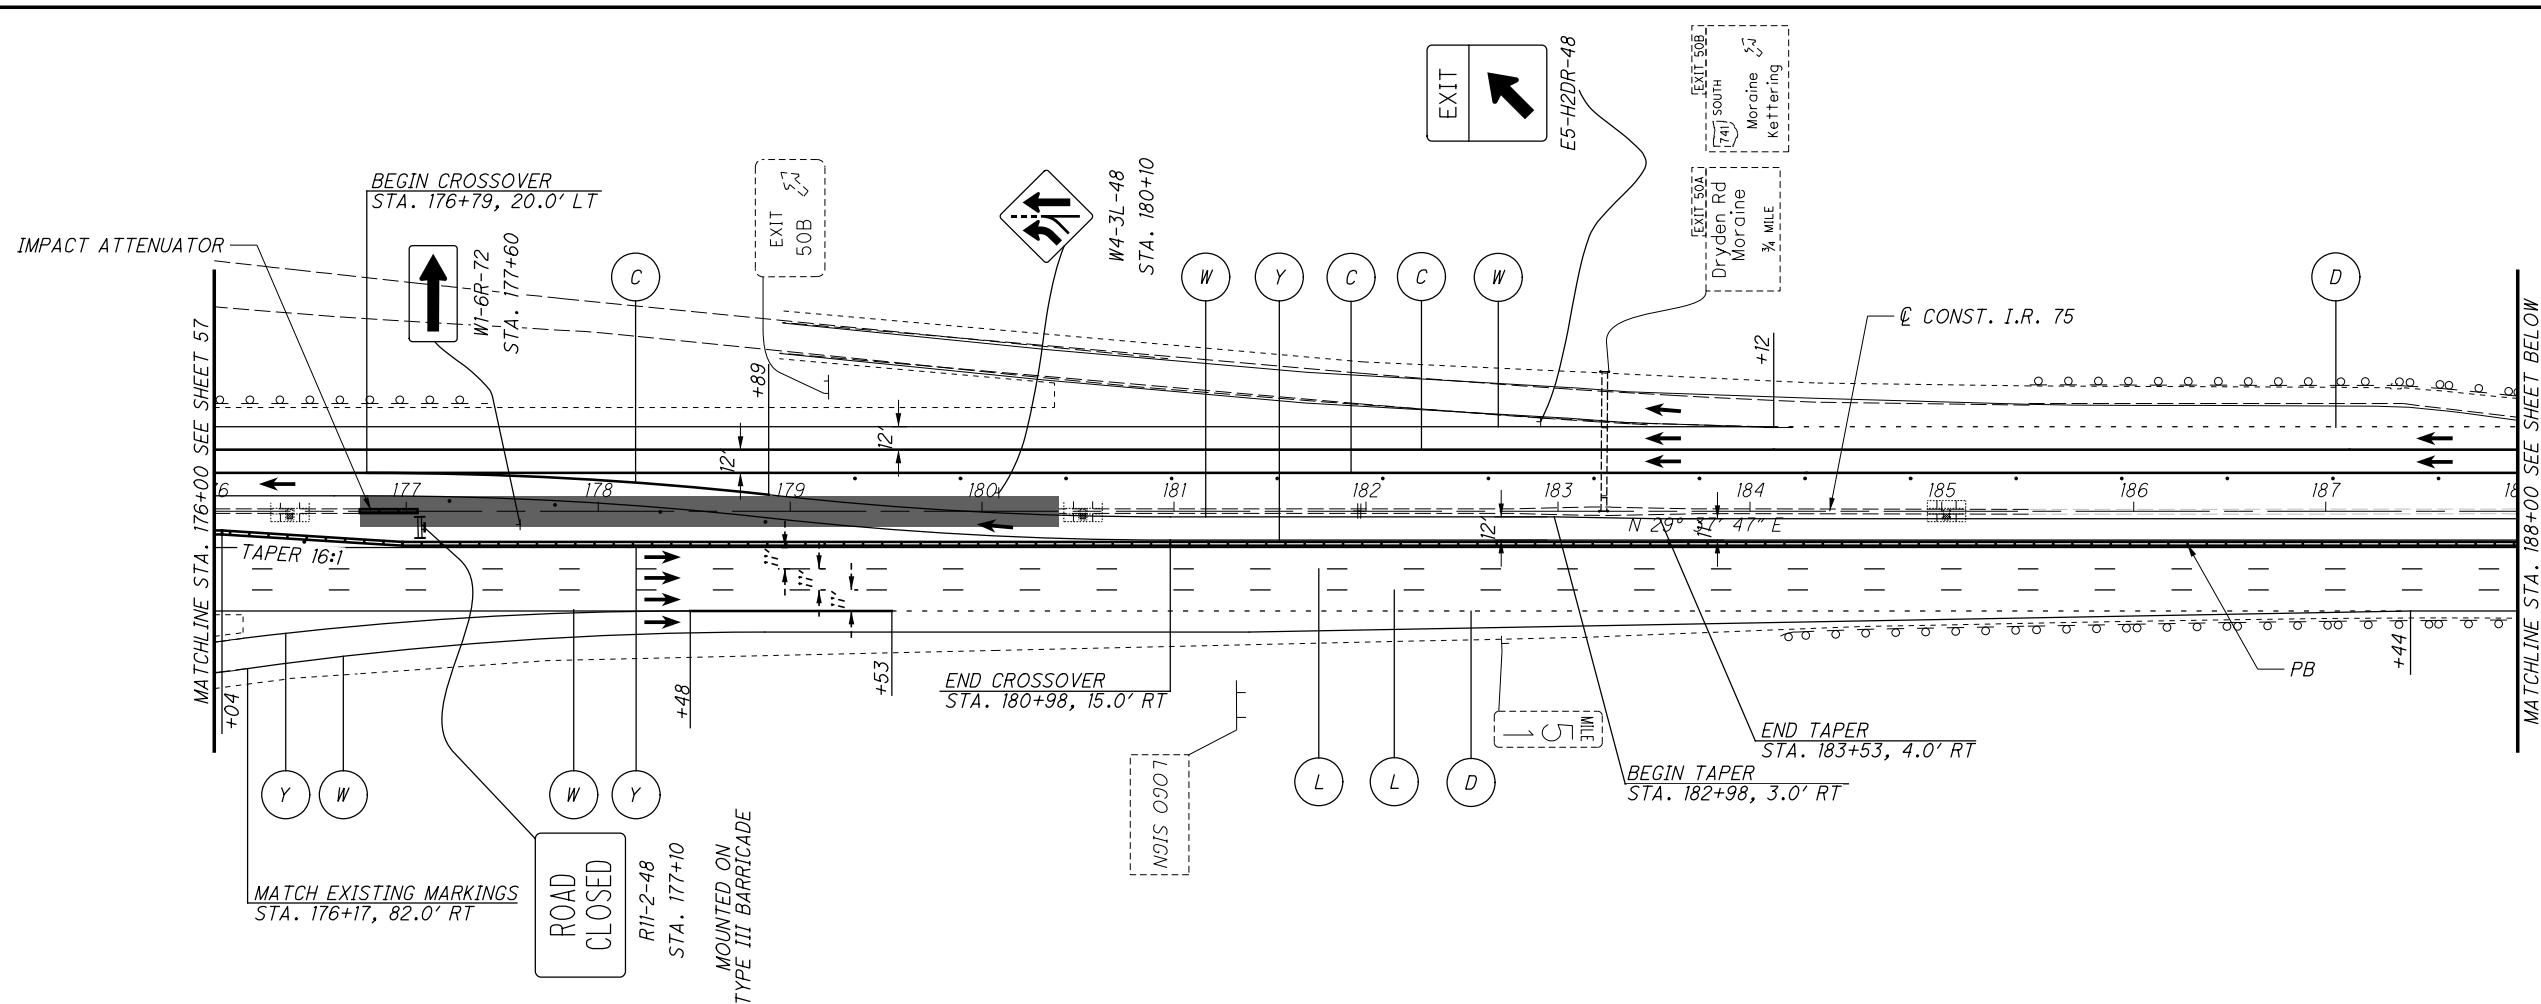 IMPACT ATTENUATOR
BEGIN CROSSOVER
STA. 176+79, 20.0' LT
W1-6R-72
STA. 177+60
C
EXIT
50B
+89
12'
12'
W4-3L-48
STA. 180+10
W
Y
C
C
W
EXIT
E5-H2DR-48
EXIT 50B
741 SOUTH
Moraine
Kettering
EXIT 50A
Dryden Rd
Moraine
¾ MILE
+12
℄ CONST. I.R. 75
D
MATCHLINE STA. 176+00 SEE SHEET 57
6
177
178
179
180
181
182
183
184
185
186
187
18
N 29° 37' 47" E
12'
TAPER 16:1
MATCHLINE STA. 188+00 SEE SHEET BELOW
+04
+48
+53
+44
PB
END CROSSOVER
STA. 180+98, 15.0' RT
MILE
5
1
END TAPER
STA. 183+53, 4.0' RT
BEGIN TAPER
STA. 182+98, 3.0' RT
Y
W
W
Y
L
L
D
LOGO SIGN
MATCH EXISTING MARKINGS
STA. 176+17, 82.0' RT
ROAD
CLOSED
R11-2-48
STA. 177+10
MOUNTED ON
TYPE III BARRICADE